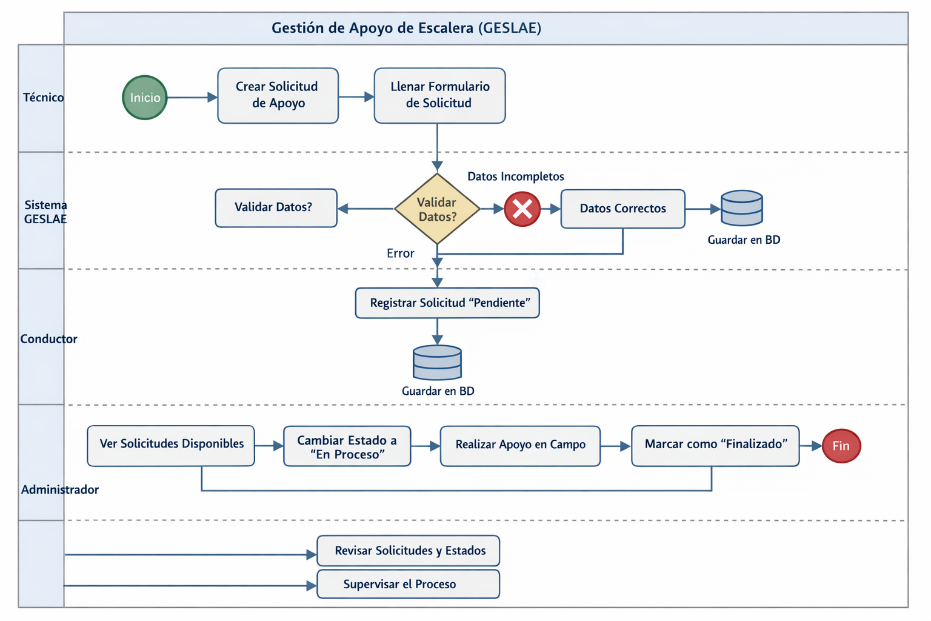 Gestión de Apoyo de Escalera (GESLAE)
Técnico
Inicio
Crear Solicitud
de Apoyo
Llenar Formulario
de Solicitud
Sistema
GESLAE
Validar Datos?
Validar
Datos?
Datos Incompletos
Datos Correctos
Guardar en BD
Error
Conductor
Registrar Solicitud “Pendiente”
Guardar en BD
Administrador
Ver Solicitudes Disponibles
Cambiar Estado a
“En Proceso”
Realizar Apoyo en Campo
Marcar como “Finalizado”
Fin
Revisar Solicitudes y Estados
Supervisar el Proceso